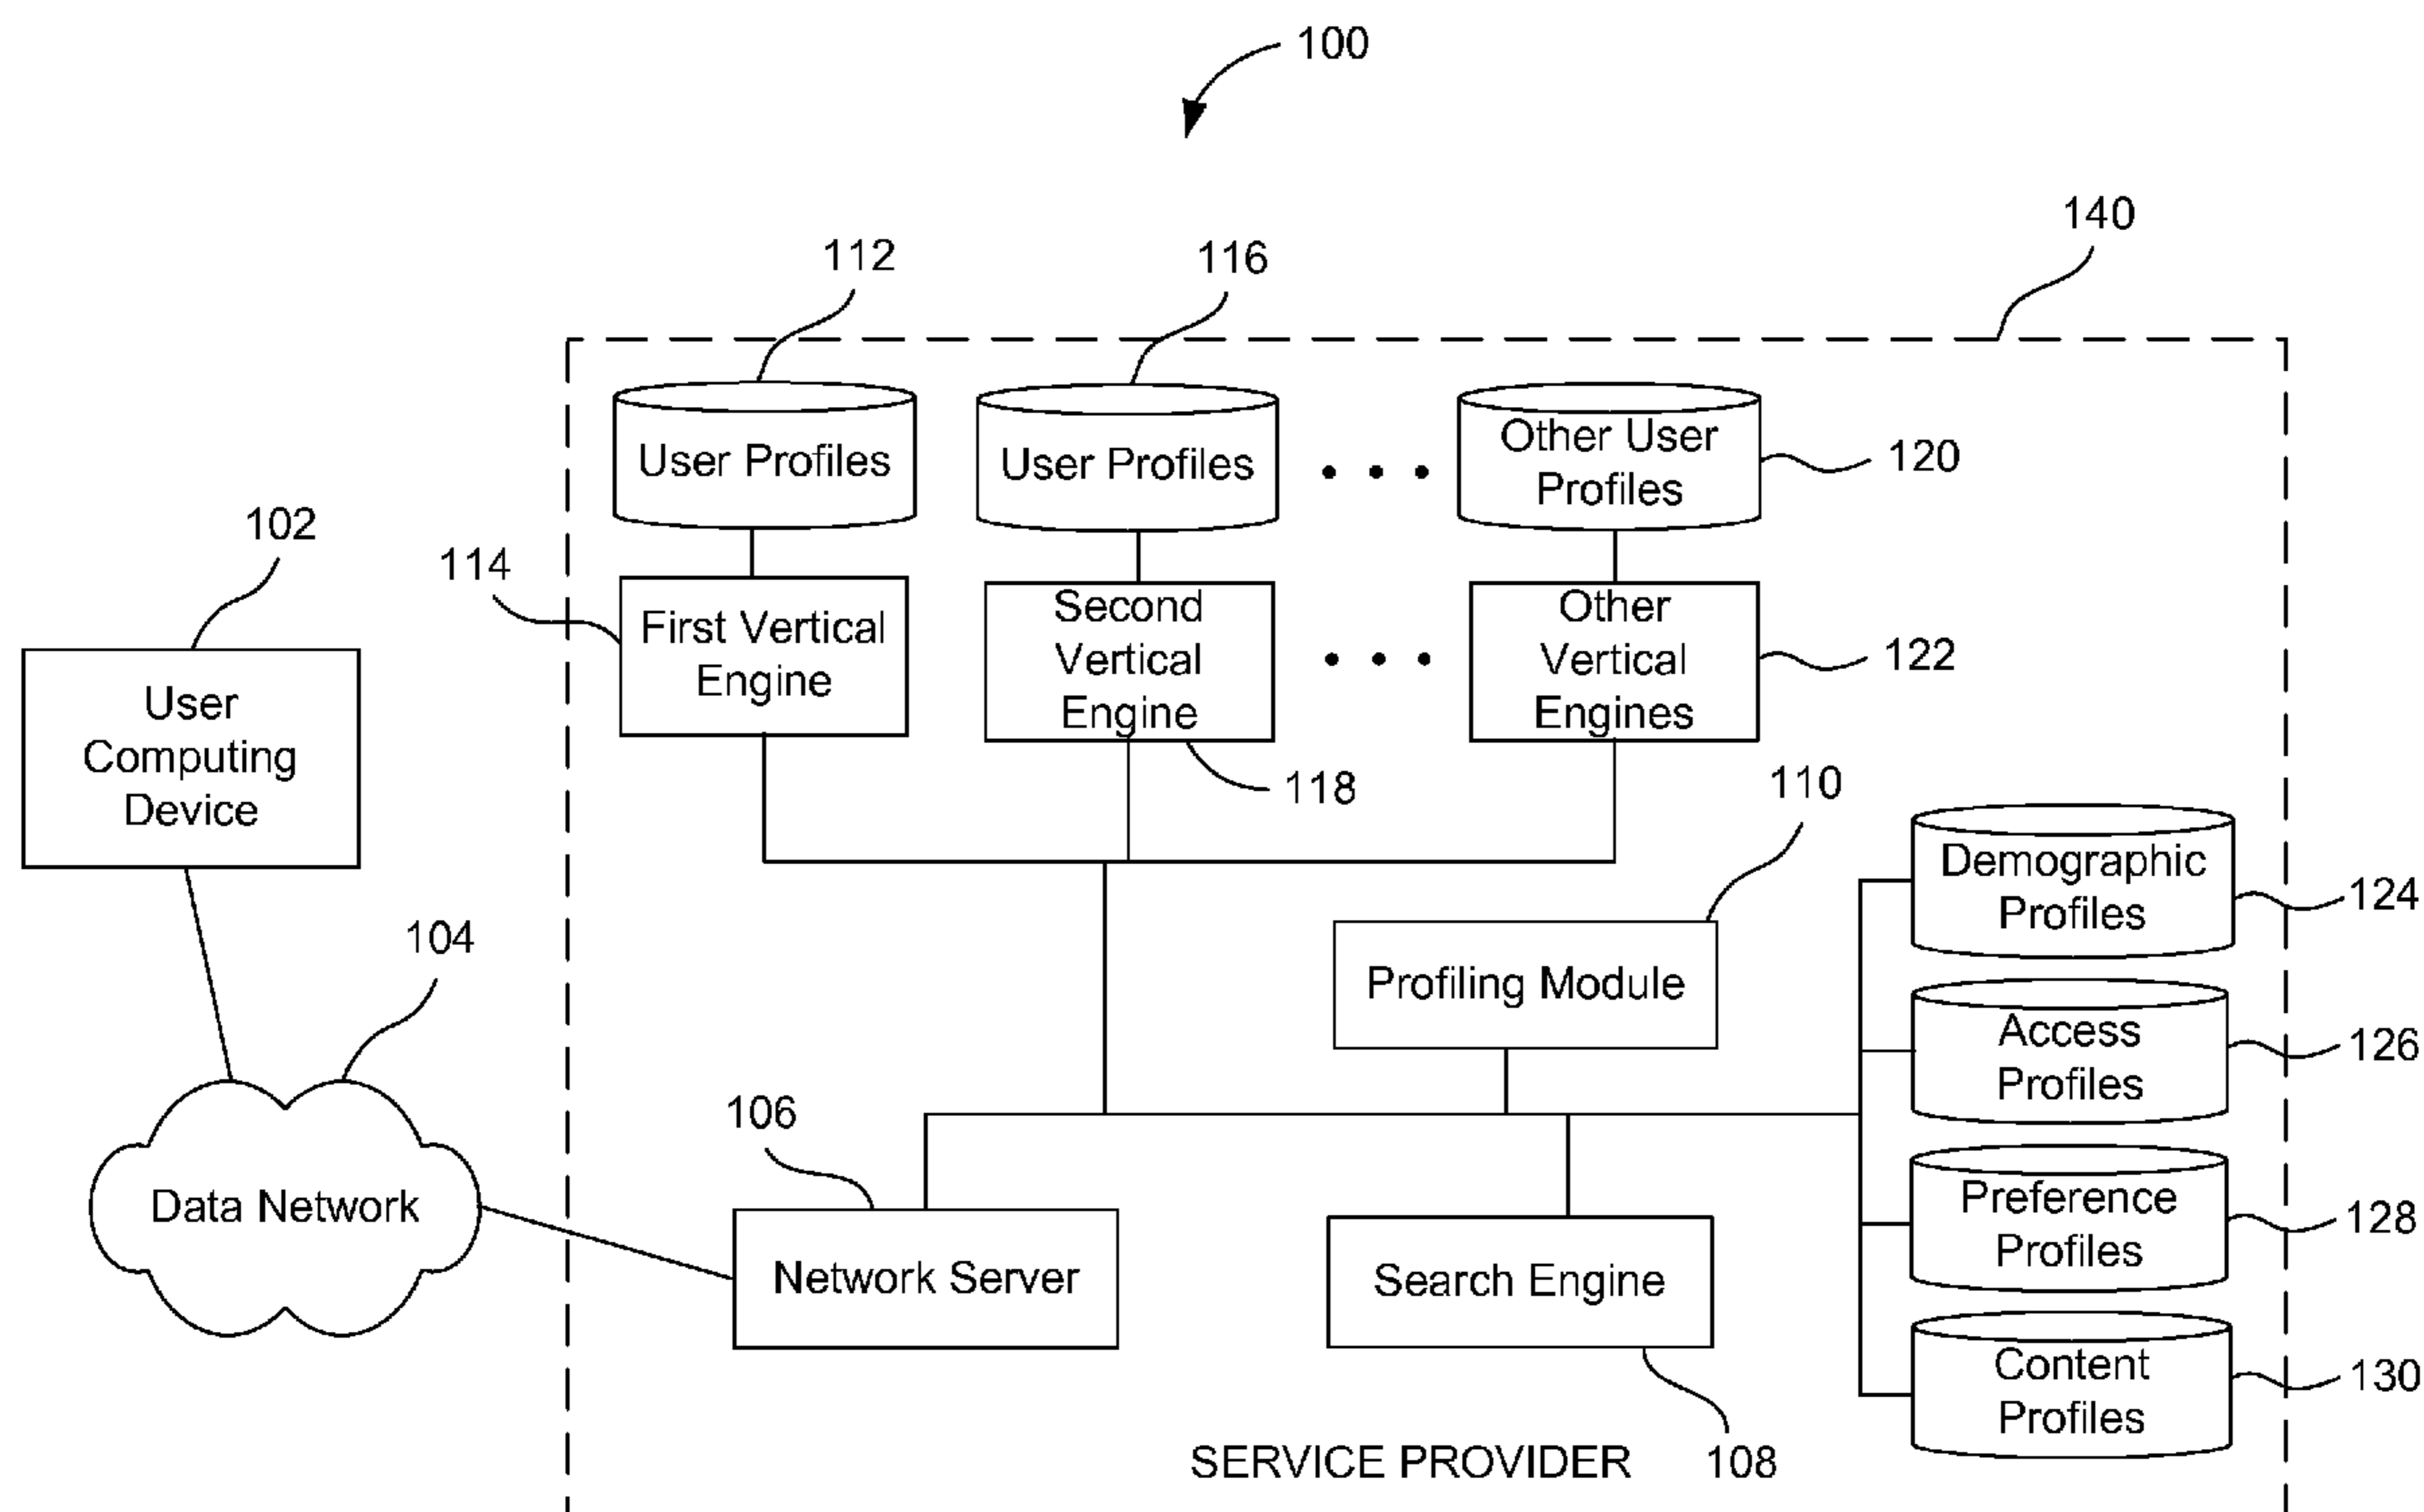 100
140
112
116
User Profiles
User Profiles
Other User
Profiles
120
102
114
First Vertical
Engine
Second
Vertical
Engine
Other
Vertical
Engines
122
118
User
Computing
Device
110
Demographic
Profiles
124
104
Profiling Module
Access
Profiles
126
106
Data Network
Network Server
Search Engine
Preference
Profiles
128
Content
Profiles
130
SERVICE PROVIDER
108